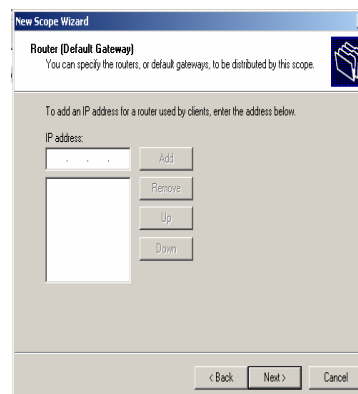 New Scope Wizard
Router (Default Gateway)
You can specify the routers, or default gateways, to be distributed by this scope.
To add an IP address for a router used by clients, enter the address below.
IP address:
. . .
Add
Remove
Up
Down
< Back
Next >
Cancel